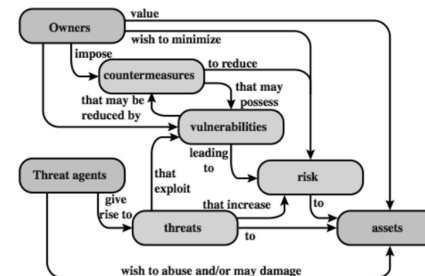 value
Owners
wish to minimize
impose
to reduce
countermeasures
that may be
reduced by
that may
possess
vulnerabilities
leading
to
Threat agents
that
exploit
risk
give
rise to
that increase
to
threats
to
assets
wish to abuse and/or may damage